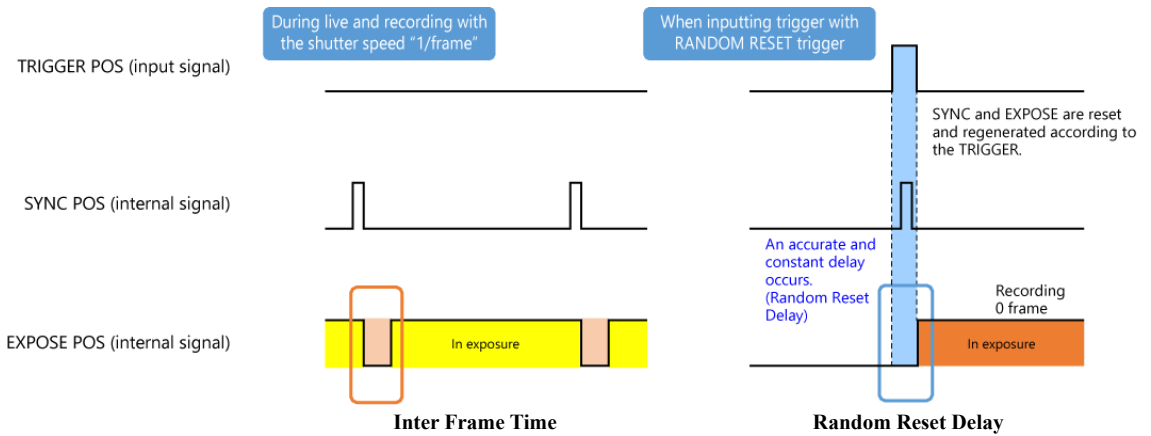 During live and recording with
the shutter speed “1/frame”
When inputting trigger with
RANDOM RESET trigger
TRIGGER POS (input signal)
SYNC and EXPOSE are reset
and regenerated according to
the TRIGGER.
SYNC POS (internal signal)
An accurate and
constant delay
occurs.
(Random Reset
Delay)
Recording
0 frame
EXPOSE POS (internal signal)
In exposure
In exposure
Inter Frame Time
Random Reset Delay